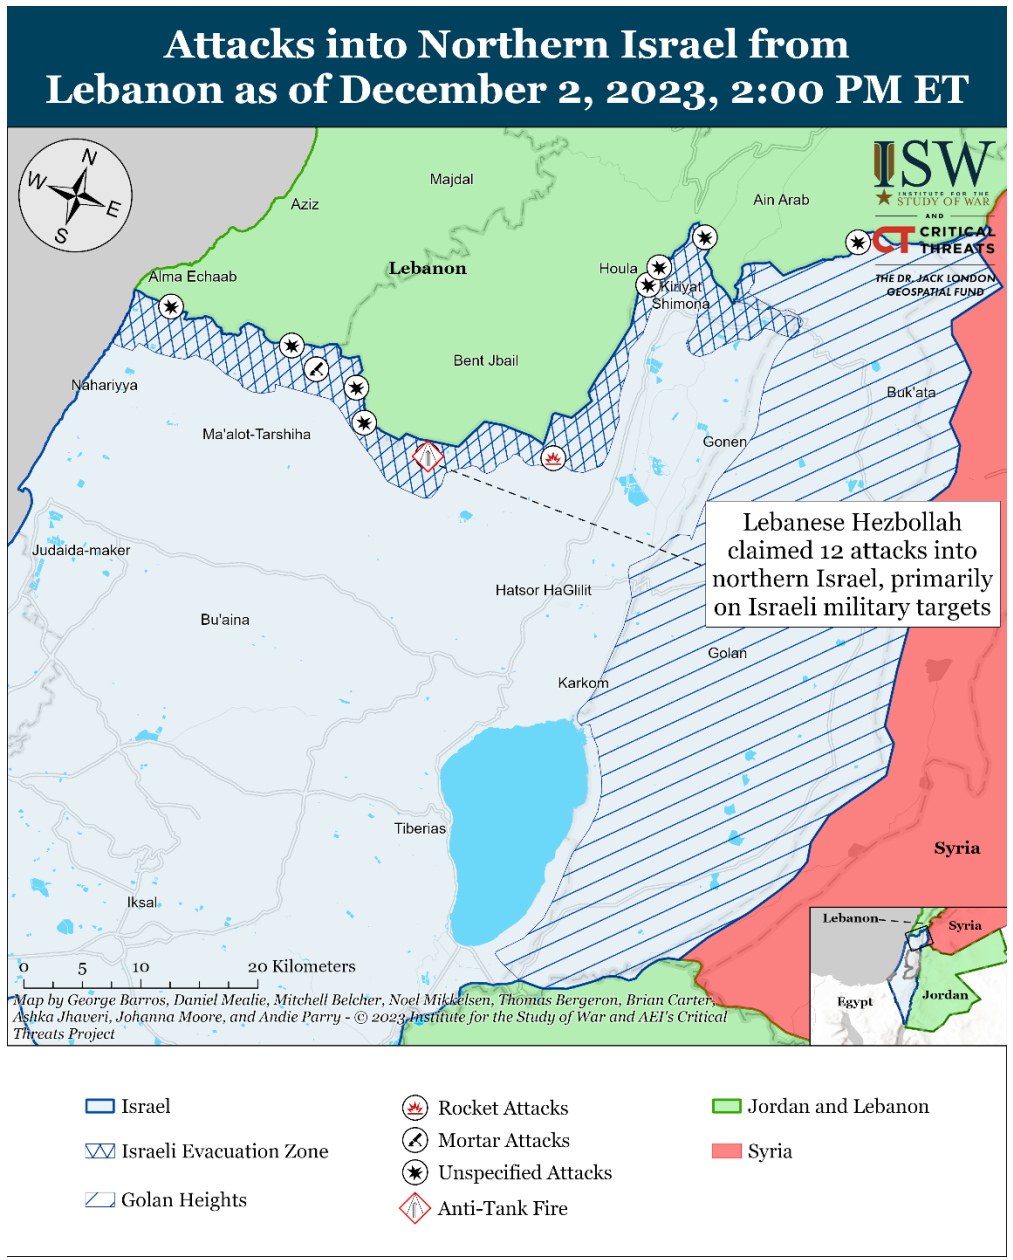 Attacks into Northern Israel from
Lebanon as of December 2, 2023, 2:00 PM ET
N
W
E
S
ISW
INSTITUTE FOR THE
STUDY OF WAR
AND
CT CRITICAL
THREATS
THE DR. JACK LONDON
GEOSPATIAL FUND
Majdal
Aziz
Ain Arab
Lebanon
Alma Echaab
Houla
Kiriyat
Shimona
Bent Jbail
Nahariyya
Buk'ata
Ma'alot-Tarshiha
Gonen
Lebanese Hezbollah
claimed 12 attacks into
northern Israel, primarily
on Israeli military targets
Judaida-maker
Hatsor HaGlilit
Bu'aina
Golan
Karkom
Tiberias
Syria
Iksal
Lebanon
Syria
Egypt
Jordan
0 5 10 20 Kilometers
Map by George Barros, Daniel Mealie, Mitchell Belcher, Noel Mikkelsen, Thomas Bergeron, Brian Carter,
Ashka Jhaveri, Johanna Moore, and Andie Parry - © 2023 Institute for the Study of War and AEI's Critical
Threats Project
Israel
Israeli Evacuation Zone
Golan Heights
Rocket Attacks
Mortar Attacks
Unspecified Attacks
Anti-Tank Fire
Jordan and Lebanon
Syria